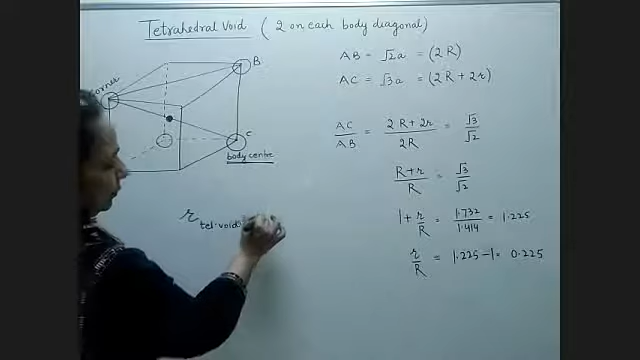 Tetrahedral Void ( 2 on each body diagonal)
corner
B
C
body centre
r tet.void
AB = √2a = (2R)
AC = √3a = (2R + 2r)
AC/AB = 2R + 2r / 2R = √3/√2
R+r/R = √3/√2
1 + r/R = 1.732/1.414 = 1.225
r/R = 1.225 - 1 = 0.225